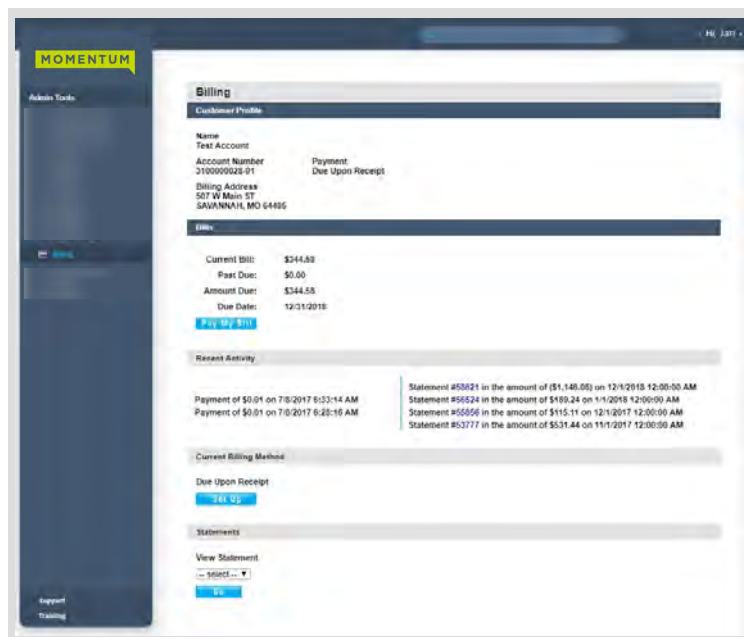 Hi, Jan
MOMENTUM
Admin Tools
Billing
Customer Profile
Name
Test Account
Account Number Payment
3100000028-01 Due Upon Receipt
Billing Address
507 W Main ST
SAVANNAH, MO 64485
Bills
Billing
Current Bill: $344.58
Past Due: $0.00
Amount Due: $344.58
Due Date: 12/31/2018
Pay My Bill
Recent Activity
Payment of $0.01 on 7/8/2017 6:33:14 AM
Payment of $0.01 on 7/8/2017 6:28:16 AM
Statement #58621 in the amount of ($1,146.08) on 12/1/2018 12:00:00 AM
Statement #56524 in the amount of $189.24 on 1/1/2018 12:00:00 AM
Statement #55856 in the amount of $115.11 on 12/1/2017 12:00:00 AM
Statement #53777 in the amount of $531.44 on 11/1/2017 12:00:00 AM
Current Billing Method
Due Upon Receipt
Set Up
Statements
View Statement
-- select --
Go
Support
Training